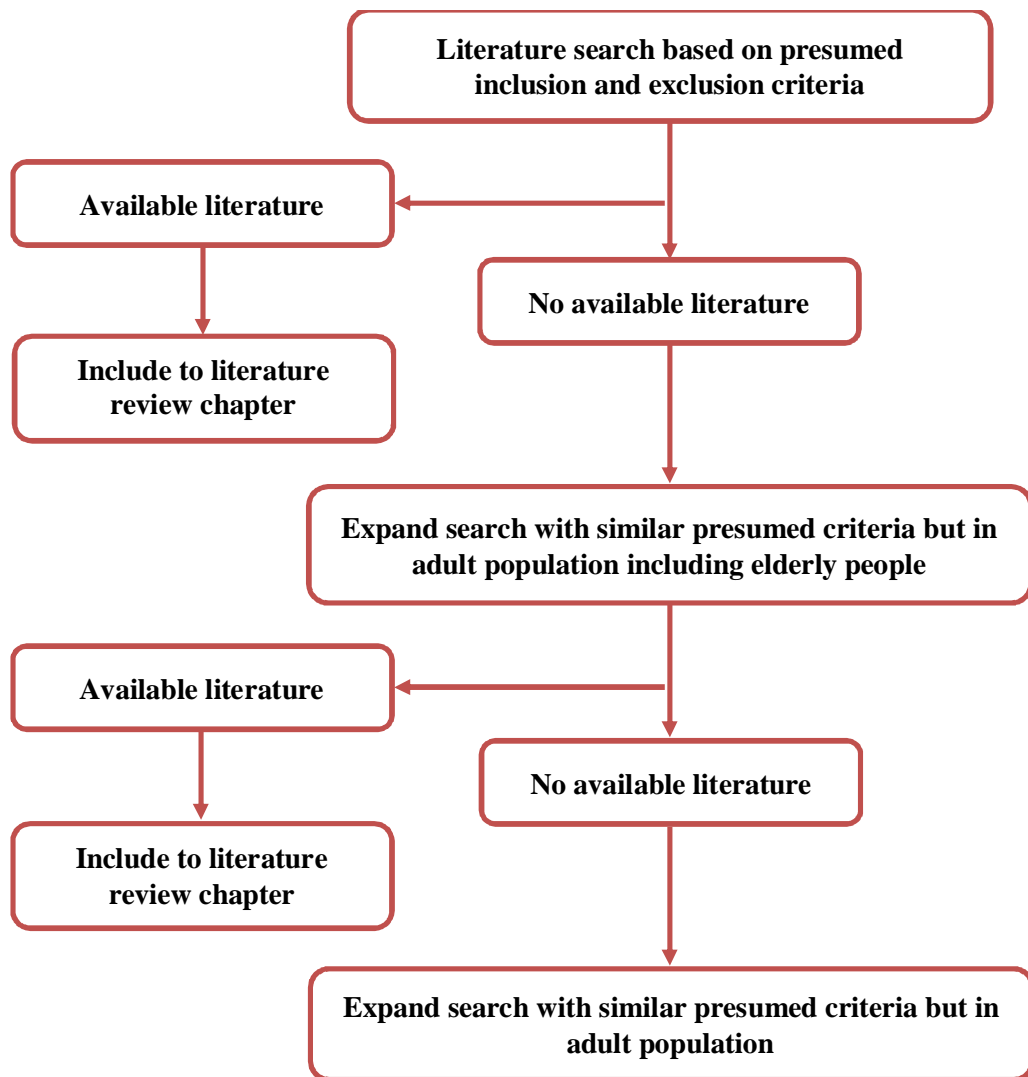 Literature search based on presumed
inclusion and exclusion criteria
Available literature
No available literature
Include to literature
review chapter
Expand search with similar presumed criteria but in
adult population including elderly people
Available literature
No available literature
Include to literature
review chapter
Expand search with similar presumed criteria but in
adult population